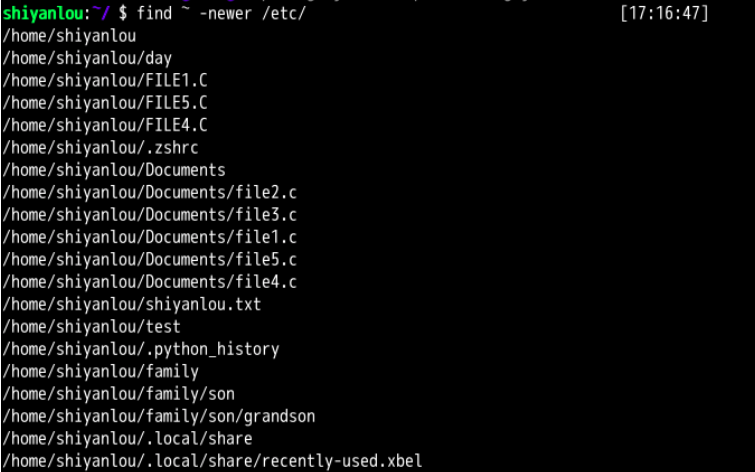 shiyanlou:~/ $ find ~ -newer /etc/ [17:16:47]
/home/shiyanlou
/home/shiyanlou/day
/home/shiyanlou/FILE1.C
/home/shiyanlou/FILE5.C
/home/shiyanlou/FILE4.C
/home/shiyanlou/.zshrc
/home/shiyanlou/Documents
/home/shiyanlou/Documents/file2.c
/home/shiyanlou/Documents/file3.c
/home/shiyanlou/Documents/file1.c
/home/shiyanlou/Documents/file5.c
/home/shiyanlou/Documents/file4.c
/home/shiyanlou/shiyanlou.txt
/home/shiyanlou/test
/home/shiyanlou/.python_history
/home/shiyanlou/family
/home/shiyanlou/family/son
/home/shiyanlou/family/son/grandson
/home/shiyanlou/.local/share
/home/shiyanlou/.local/share/recently-used.xbel